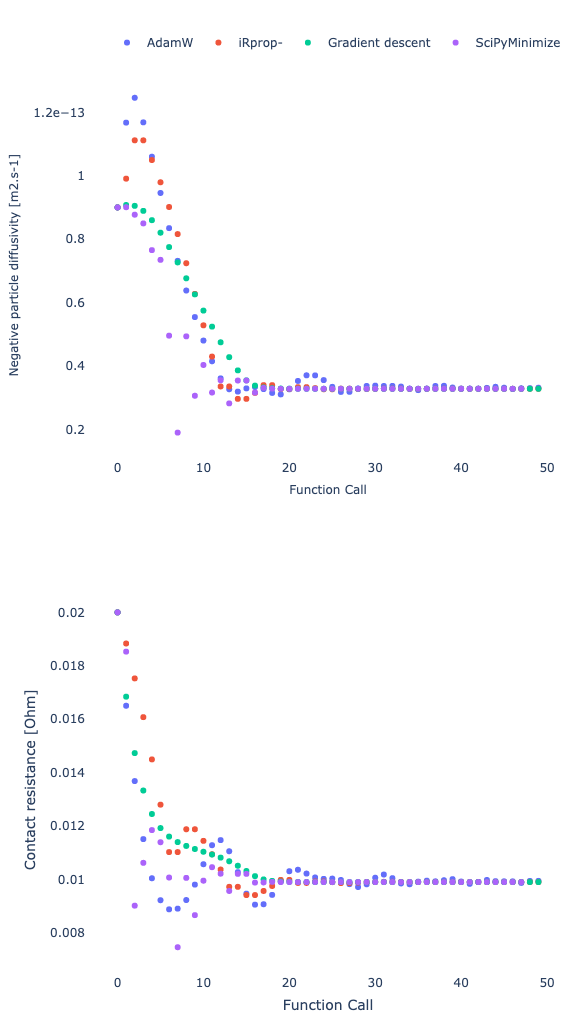 AdamW iRprop- Gradient descent SciPyMinimize
1.2e−13
1
0.8
0.6
0.4
0.2
Negative particle diffusivity [m2.s-1]
0 10 20 30 40 50
Function Call
0.02
0.018
0.016
0.014
0.012
0.01
0.008
Contact resistance [Ohm]
0 10 20 30 40 50
Function Call